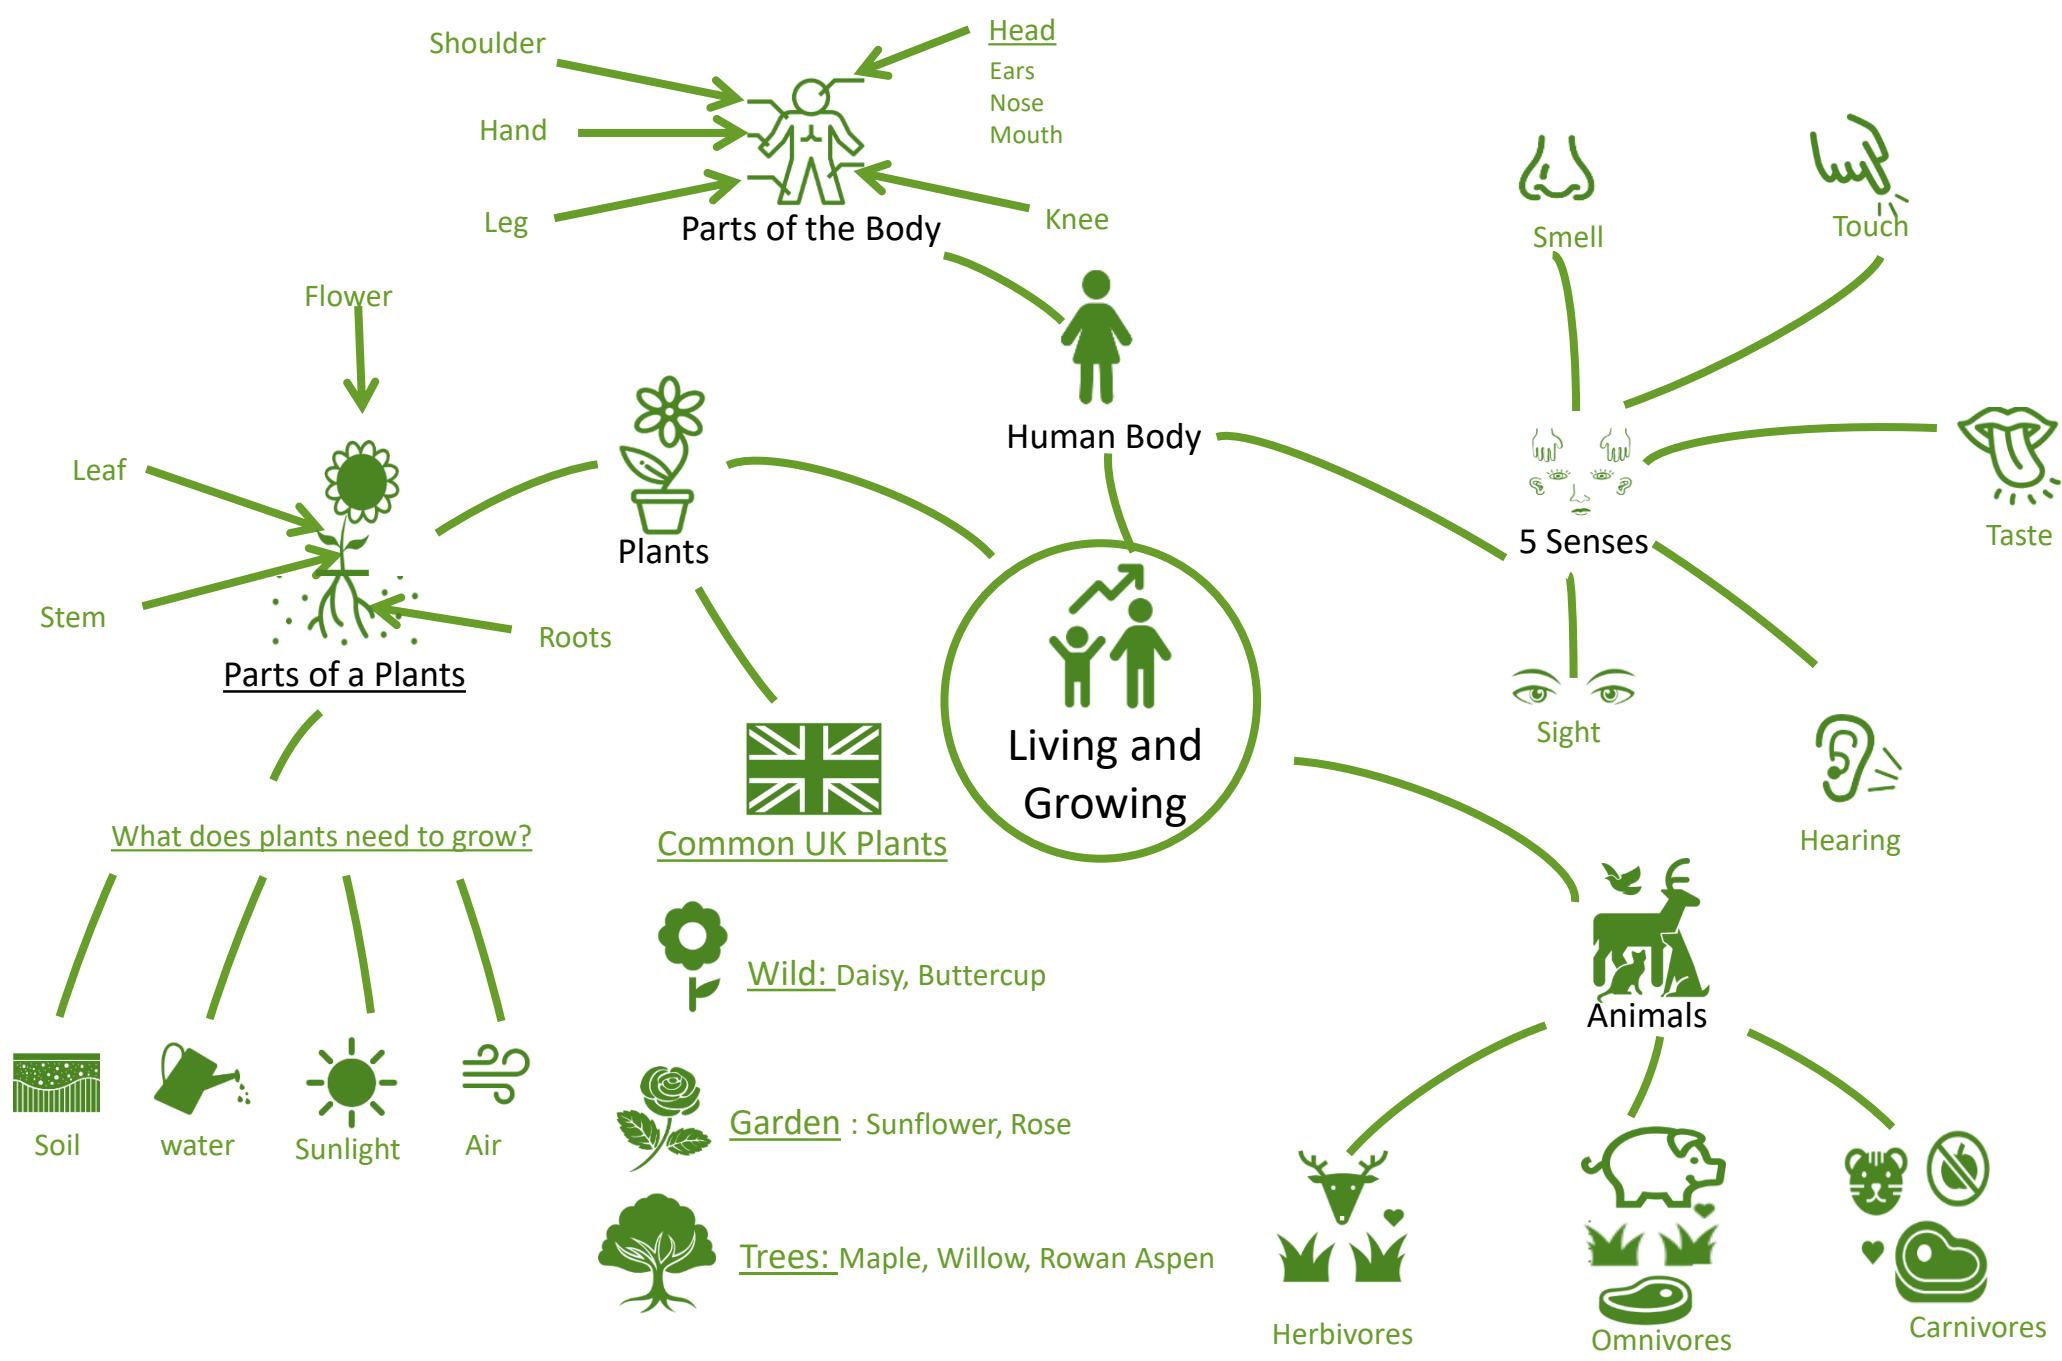 Shoulder
Hand
Leg
Head
Ears
Nose
Mouth
Knee
Parts of the Body
Human Body
Smell
Touch
Taste
5 Senses
Sight
Hearing
Flower
Leaf
Stem
Roots
Parts of a Plants
Plants
Living and
Growing
What does plants need to grow?
Soil
water
Sunlight
Air
Common UK Plants
Wild: Daisy, Buttercup
Garden : Sunflower, Rose
Trees: Maple, Willow, Rowan Aspen
Animals
Herbivores
Omnivores
Carnivores